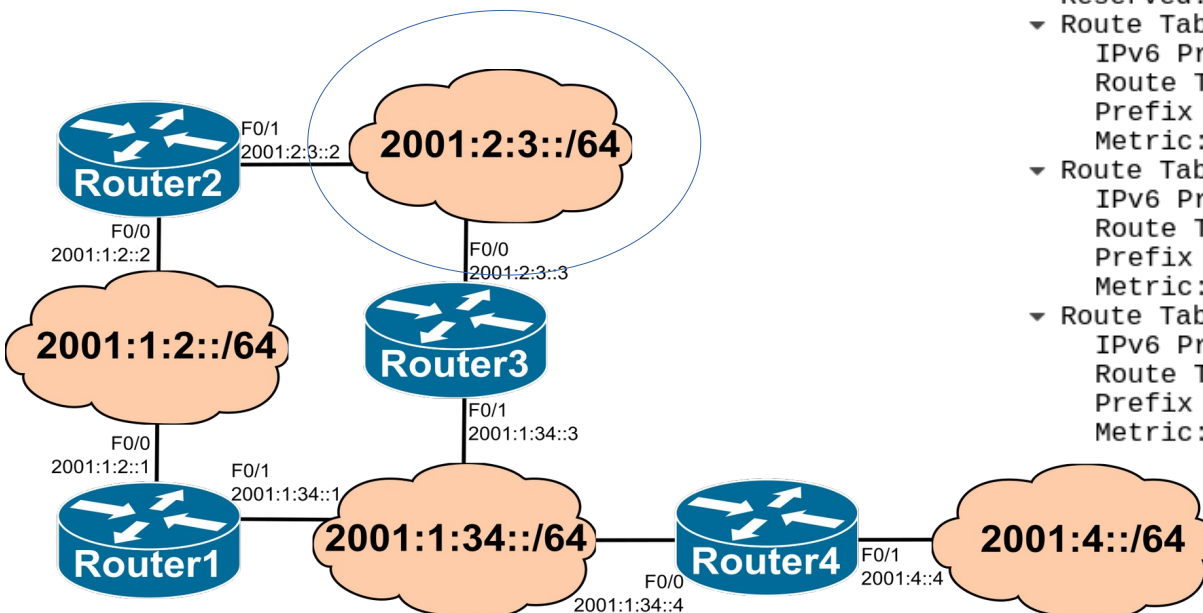 F0/1
2001:2:3::2
2001:2:3::/64
Router2
F0/0
2001:1:2::2
F0/0
2001:2:3::3
2001:1:2::/64
Router3
F0/1
2001:1:34::3
F0/0
2001:1:2::1
F0/1
2001:1:34::1
2001:1:34::/64
Router1
Router4
F0/0
2001:1:34::4
F0/1
2001:4::4
2001:4::/64
Route Tab
IPv6 Pr
Route T
Prefix
Metric:
Route Tab
IPv6 Pr
Route T
Prefix
Metric:
Route Tab
IPv6 Pr
Route T
Prefix
Metric: